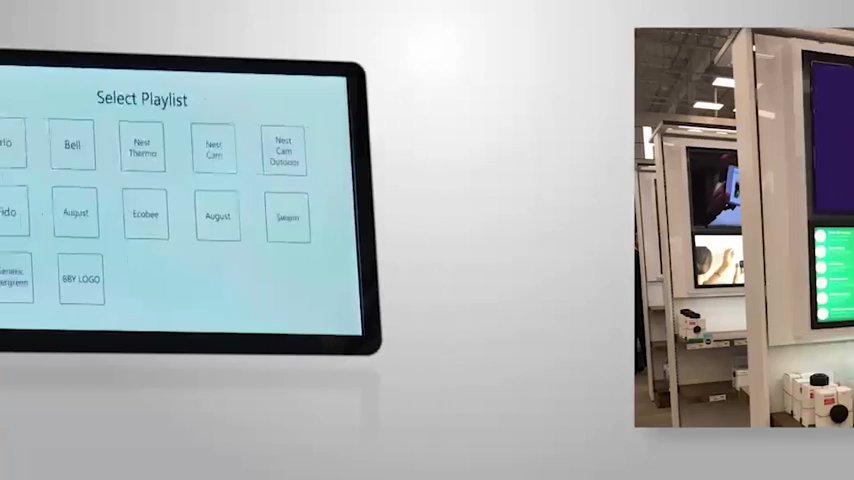 Select Playlist
Bell
Nest
Thermo
Nest
Cam
Nest
Cam
Outdoor
August
Ecobee
August
Swann
BBY LOGO